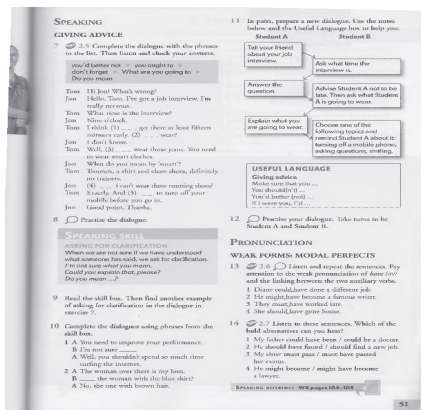 SPEAKING
GIVING ADVICE
7 2.5 Complete the dialogue with the phrases
in the list. Then listen and check your answers.
you'd better not • you ought to •
don't forget • What are you going to •
Do you mean
Tom Hi Jon! What's wrong?
Jon Hello, Tom. I've got a job interview. I'm
really nervous.
Tom What time is the interview?
Jon Nine o'clock.
Tom I think (1) ___ get there at least fifteen
minutes early. (2) ___ wear?
Jon I don't know.
Tom Well, (3) ___ wear those jeans. You need
to wear smart clothes.
Jon What do you mean by 'smart'?
Tom Trousers, a shirt and clean shoes, definitely
no trainers.
Jon (4) ___ I can't wear these running shoes?
Tom Exactly. And (5) ___ to turn off your
mobile before you go in.
Jon Good point. Thanks.
8 Practise the dialogue.
SPEAKING SKILL
ASKING FOR CLARIFICATION
When we are not sure if we have understood
what someone has said, we ask for clarification.
I'm not sure what you mean.
Could you explain that, please?
Do you mean ...?
9 Read the skill box. Then find another example
of asking for clarification in the dialogue in
exercise 7.
10 Complete the dialogues using phrases from the
skill box.
1 A You need to improve your performance.
B I'm not sure ___.
A Well, you shouldn't spend so much time
surfing the internet.
2 A The woman over there is my boss.
B ___ the woman with the blue skirt?
A No, the one with brown hair.
11 In pairs, prepare a new dialogue. Use the notes
below and the Useful Language box to help you.
Student A Student B
Tell your friend
about your job
interview.
Ask what time the
interview is.
Answer the
question.
Advise Student A not to be
late. Then ask what Student
A is going to wear.
Explain what you
are going to wear.
Choose one of the
following topics and
remind Student A about it:
turning off a mobile phone,
asking questions, smiling.
USEFUL LANGUAGE
Giving advice
Make sure that you ...
You should(n't) ...
You'd better (not) ...
If I were you, I'd ...
12 Practise your dialogue. Take turns to be
Student A and Student B.
PRONUNCIATION
WEAK FORMS: MODAL PERFECTS
13 2.6 Listen and repeat the sentences. Pay
attention to the weak pronunciation of have
and the linking between the two auxiliary verbs.
1 Diane could have done a different job.
2 He might have become a famous writer.
3 They must have worked late.
4 She should have gone home.
14 2.7 Listen to these sentences. Which of the
bold alternatives can you hear?
1 My father could have been / could be a doctor.
2 He should have found / should find a new job.
3 My sister must pass / must have passed
her exams.
4 He might become / might have become
a lawyer.
SPEAKING REFERENCE WB pages 104–105
51